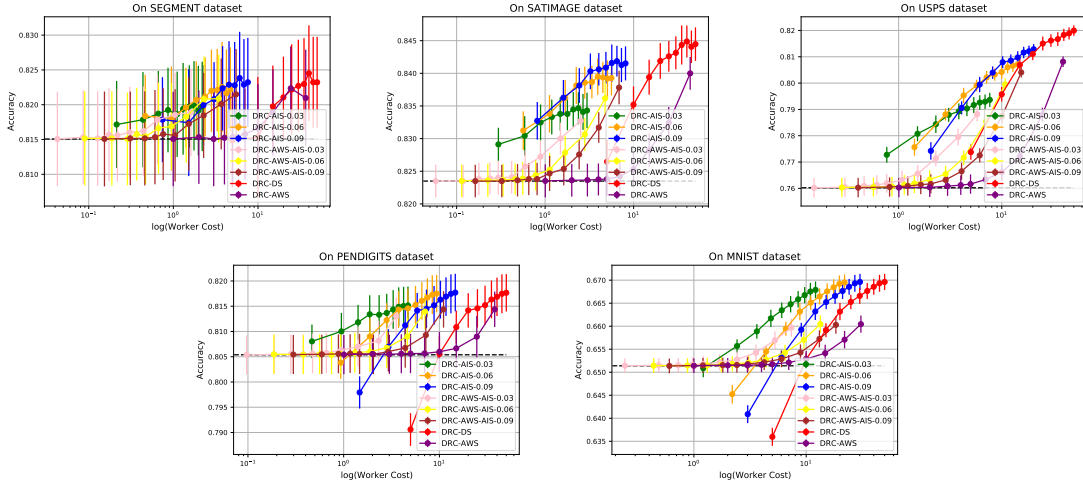 On SEGMENT dataset
Accuracy
0.830
0.825
0.820
0.815
0.810
10⁻¹
10⁰
10¹
log(Worker Cost)
DRC-AIS-0.03
DRC-AIS-0.06
DRC-AIS-0.09
DRC-AWS-AIS-0.03
DRC-AWS-AIS-0.06
DRC-AWS-AIS-0.09
DRC-DS
DRC-AWS
On SATIMAGE dataset
Accuracy
0.845
0.840
0.835
0.830
0.825
0.820
10⁻¹
10⁰
10¹
log(Worker Cost)
DRC-AIS-0.03
DRC-AIS-0.06
DRC-AIS-0.09
DRC-AWS-AIS-0.03
DRC-AWS-AIS-0.06
DRC-AWS-AIS-0.09
DRC-DS
DRC-AWS
On USPS dataset
Accuracy
0.82
0.81
0.80
0.79
0.78
0.77
0.76
10⁰
10¹
log(Worker Cost)
DRC-AIS-0.03
DRC-AIS-0.06
DRC-AIS-0.09
DRC-AWS-AIS-0.03
DRC-AWS-AIS-0.06
DRC-AWS-AIS-0.09
DRC-DS
DRC-AWS
On PENDIGITS dataset
Accuracy
0.820
0.815
0.810
0.805
0.800
0.795
0.790
10⁻¹
10⁰
10¹
log(Worker Cost)
DRC-AIS-0.03
DRC-AIS-0.06
DRC-AIS-0.09
DRC-AWS-AIS-0.03
DRC-AWS-AIS-0.06
DRC-AWS-AIS-0.09
DRC-DS
DRC-AWS
On MNIST dataset
Accuracy
0.670
0.665
0.660
0.655
0.650
0.645
0.640
0.635
10⁰
10¹
log(Worker Cost)
DRC-AIS-0.03
DRC-AIS-0.06
DRC-AIS-0.09
DRC-AWS-AIS-0.03
DRC-AWS-AIS-0.06
DRC-AWS-AIS-0.09
DRC-DS
DRC-AWS